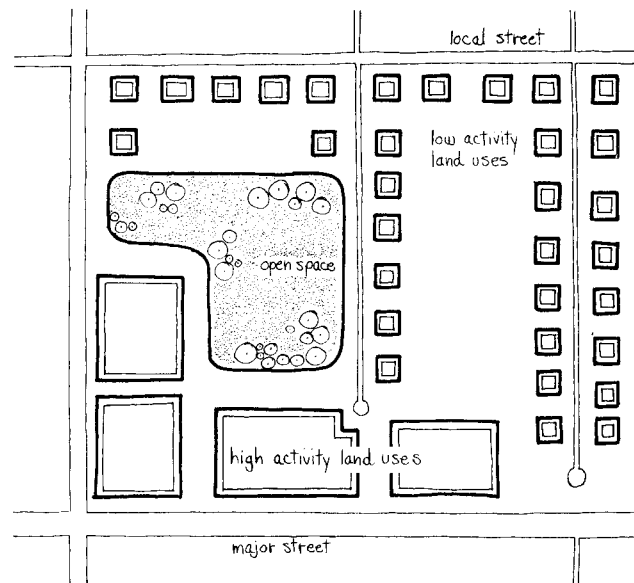 local street
low activity
land uses
open space
high activity land uses
major street